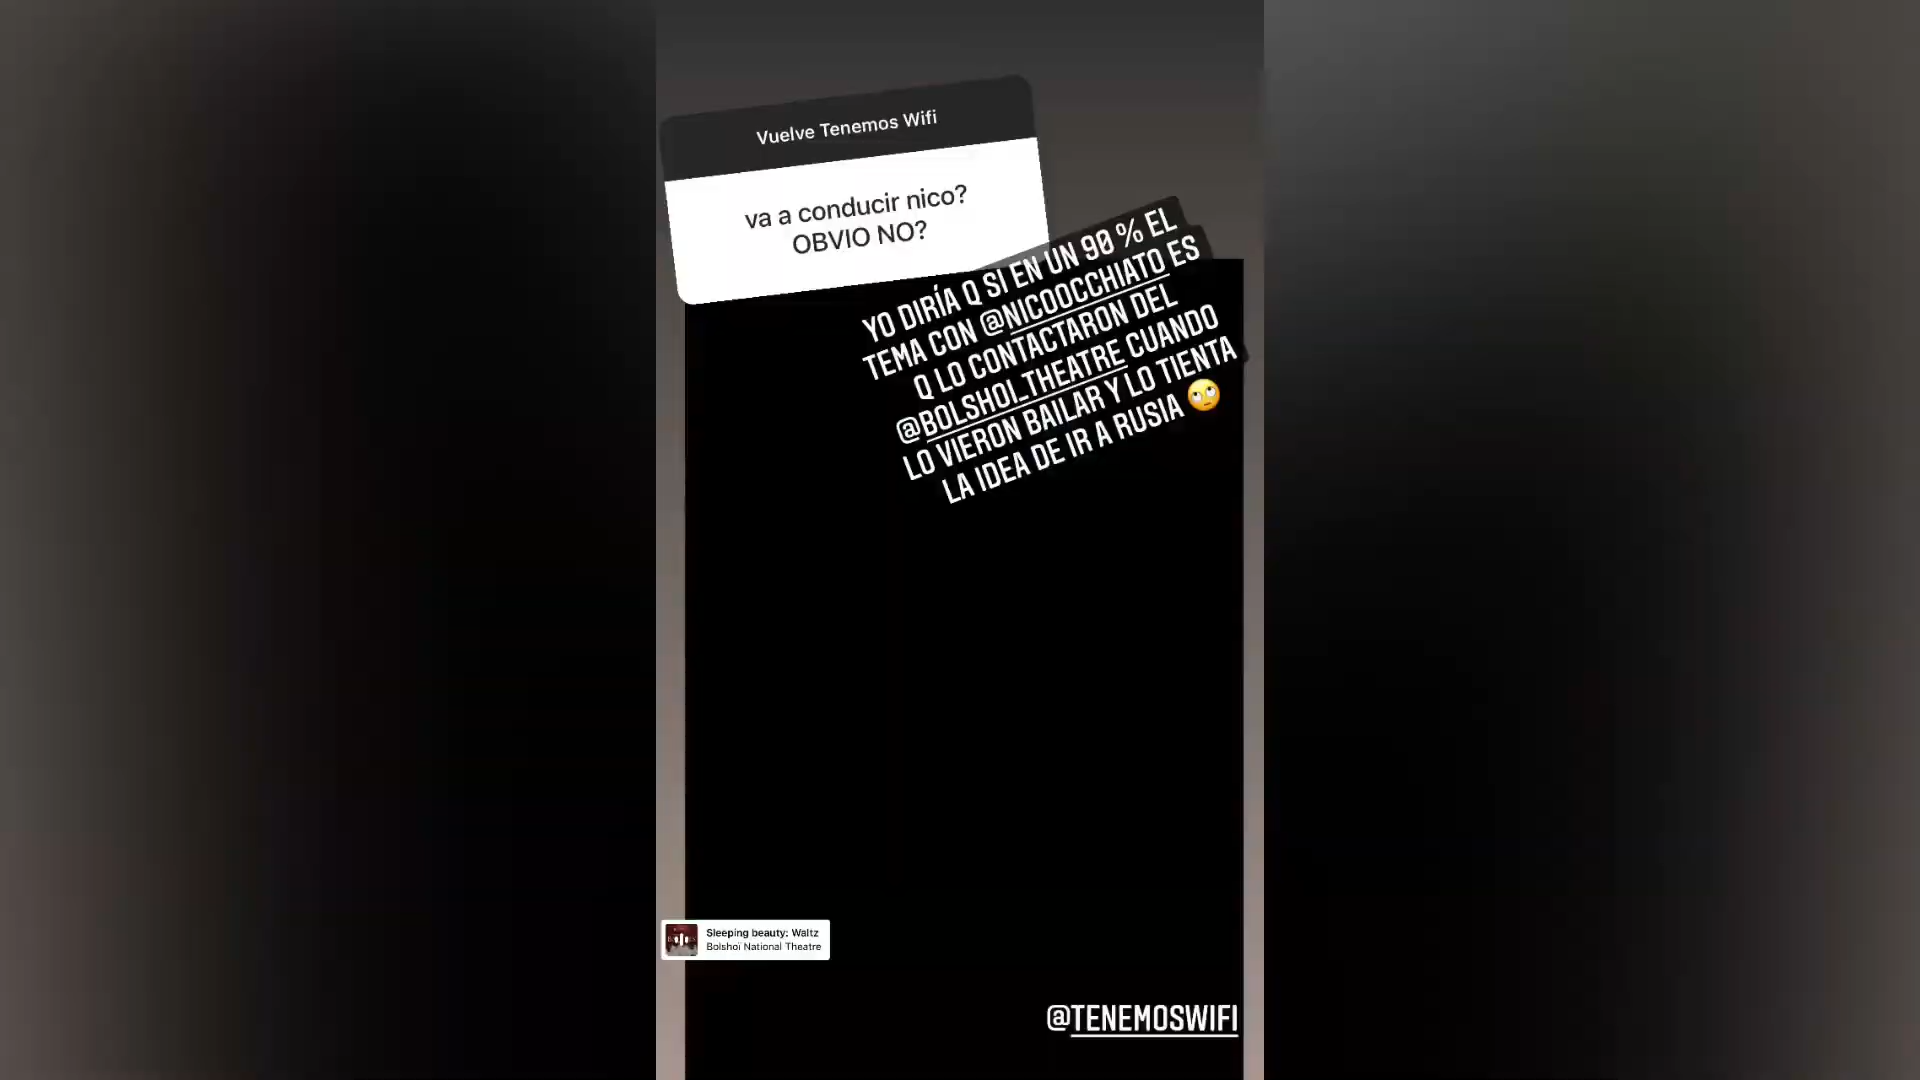 Vuelve Tenemos Wifi
va a conducir nico?
OBVIO NO?
YO DIRÍA Q SI EN UN 90 % EL
TEMA CON @NICOOCCHIATO ES
Q LO CONTACTARON DEL
@BOLSHOI_THEATRE CUANDO
LO VIERON BAILAR Y LO TIENTA
LA IDEA DE IR A RUSIA 🙄
Sleeping beauty: Waltz
Bolshoï National Theatre
@TENEMOSWIFI